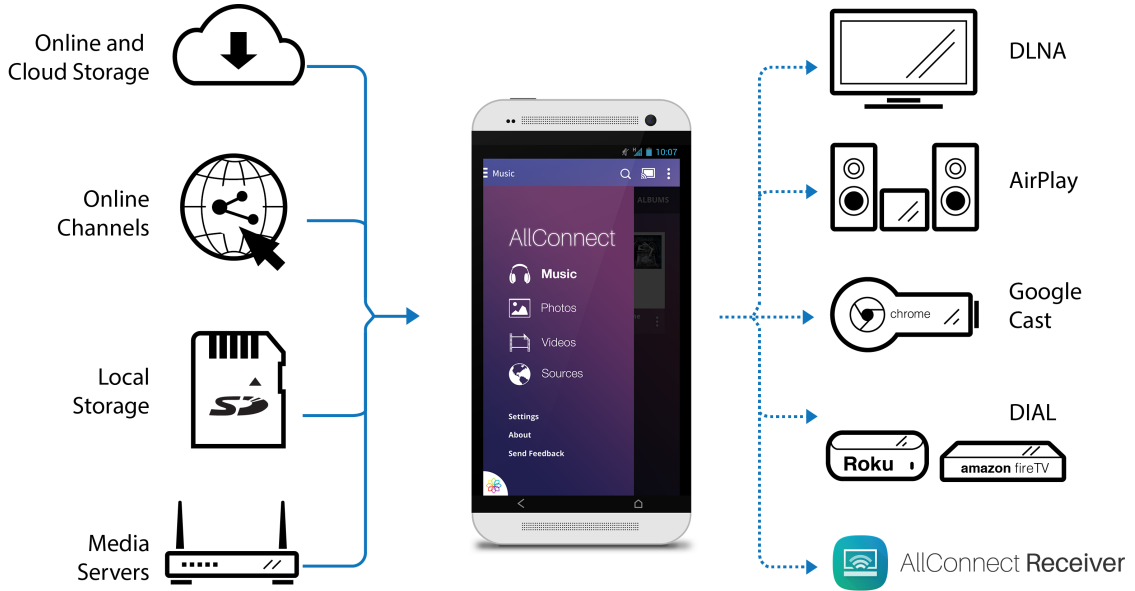 Online and
Cloud Storage
Online
Channels
Local
Storage
SD
Media
Servers
10:07
Music
ALBUMS
AllConnect
Music
Photos
Videos
Sources
Settings
About
Send Feedback
DLNA
AirPlay
chrome
Google
Cast
DIAL
Roku
amazon fireTV
AllConnect Receiver